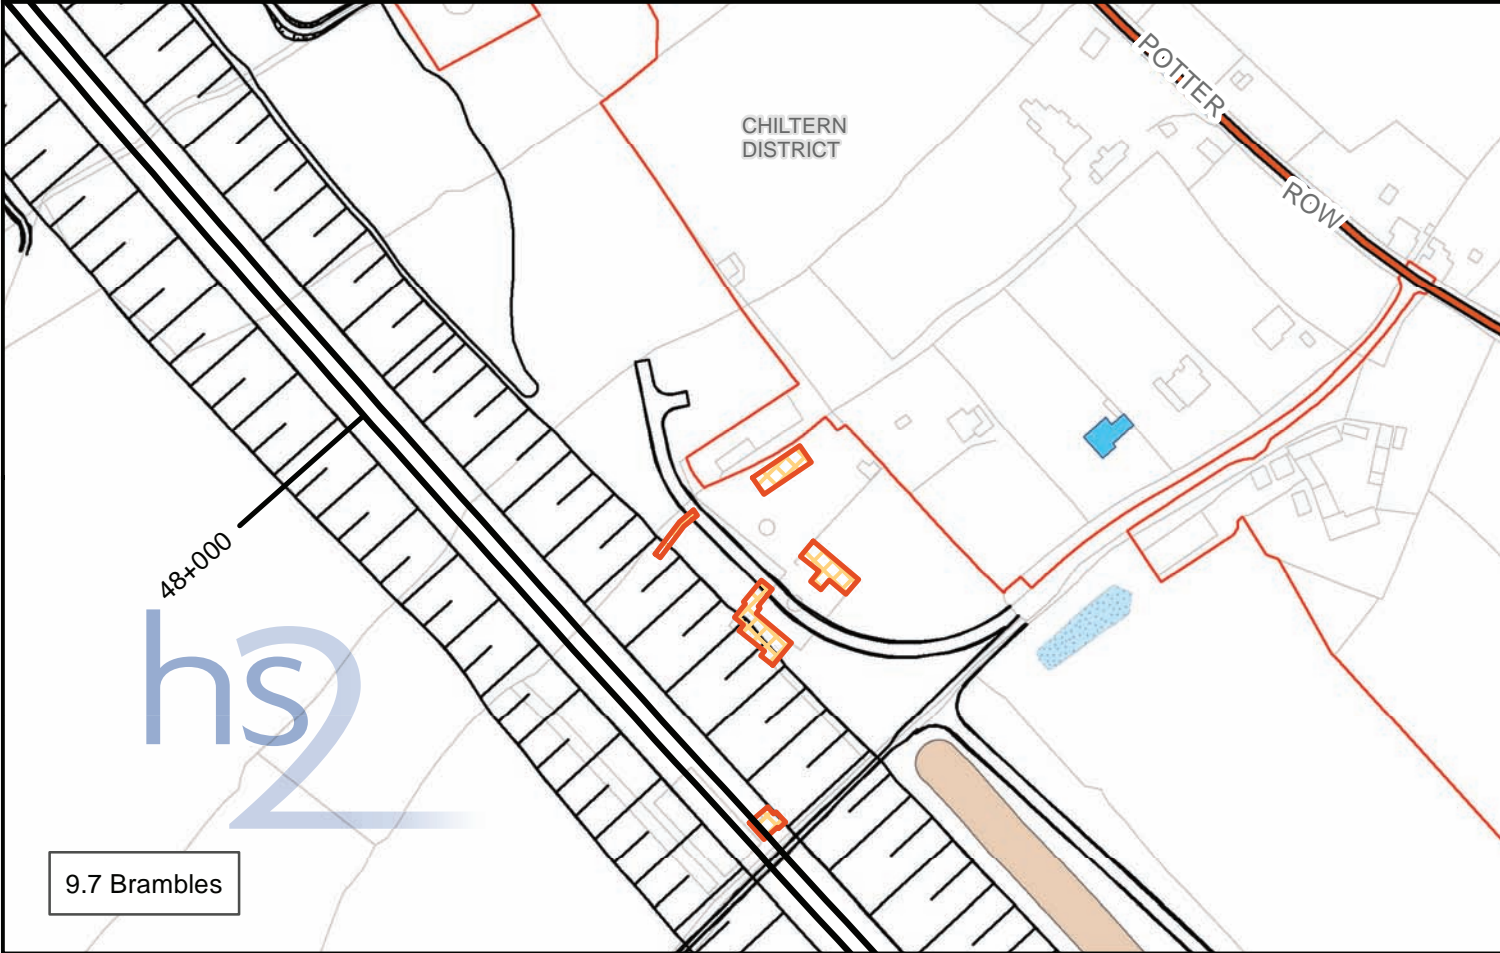 POTTER
ROW
CHILTERN
DISTRICT
48+000
hs2
9.7 Brambles